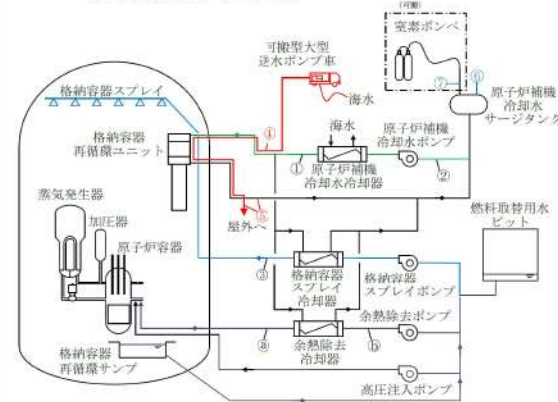 (可搬)
窒素ボンベ
可搬型大型
送水ポンプ車
海水
⑦
⑥
原子炉補機
冷却水
サージタンク
格納容器スプレイ
格納容器
再循環ユニット
④
海水
原子炉補機
冷却水ポンプ
①
原子炉補機
冷却水冷却器
②
⑤
屋外へ
蒸気発生器
加圧器
原子炉容器
燃料取替用水
ピット
③
格納容器
スプレイ
冷却器
格納容器
スプレイポンプ
余熱除去ポンプ
ⓐ
余熱除去
冷却器
ⓑ
格納容器
再循環サンプ
高圧注入ポンプ